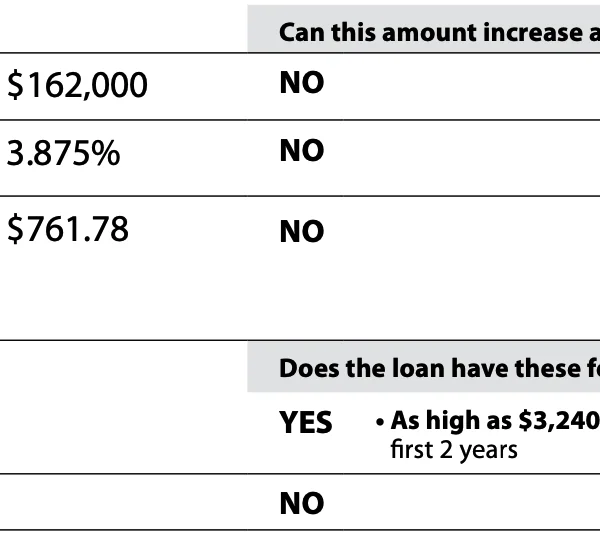 Can this amount increase a
$162,000 NO
3.875% NO
$761.78 NO
Does the loan have these
YES • As high as $3,240
first 2 years
NO